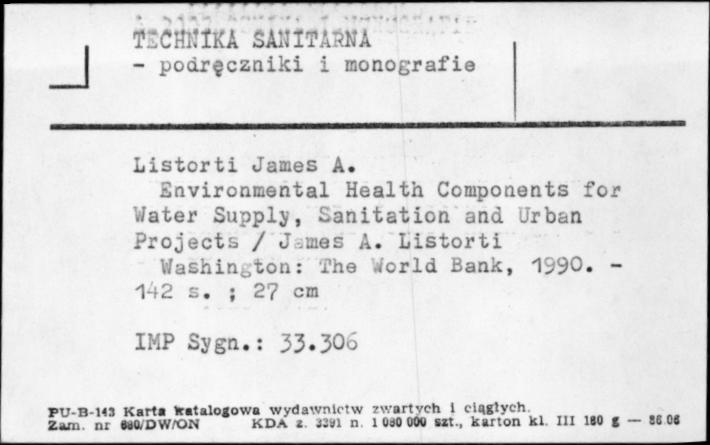 TECHNIKA SANITARNA
- podręczniki i monografie
Listorti James A.
Environmental Health Components for
Water Supply, Sanitation and Urban
Projects / James A. Listorti
Washington: The World Bank, 1990. -
142 s. ; 27 cm
IMP Sygn.: 33.306
PU-B-143 Karta katalogowa wydawnictw zwartych i ciągłych.
Zam. nr 680/DW/ON KDA z. 3391 n. 1 080 000 szt., karton kl. III 180 g — 86.06